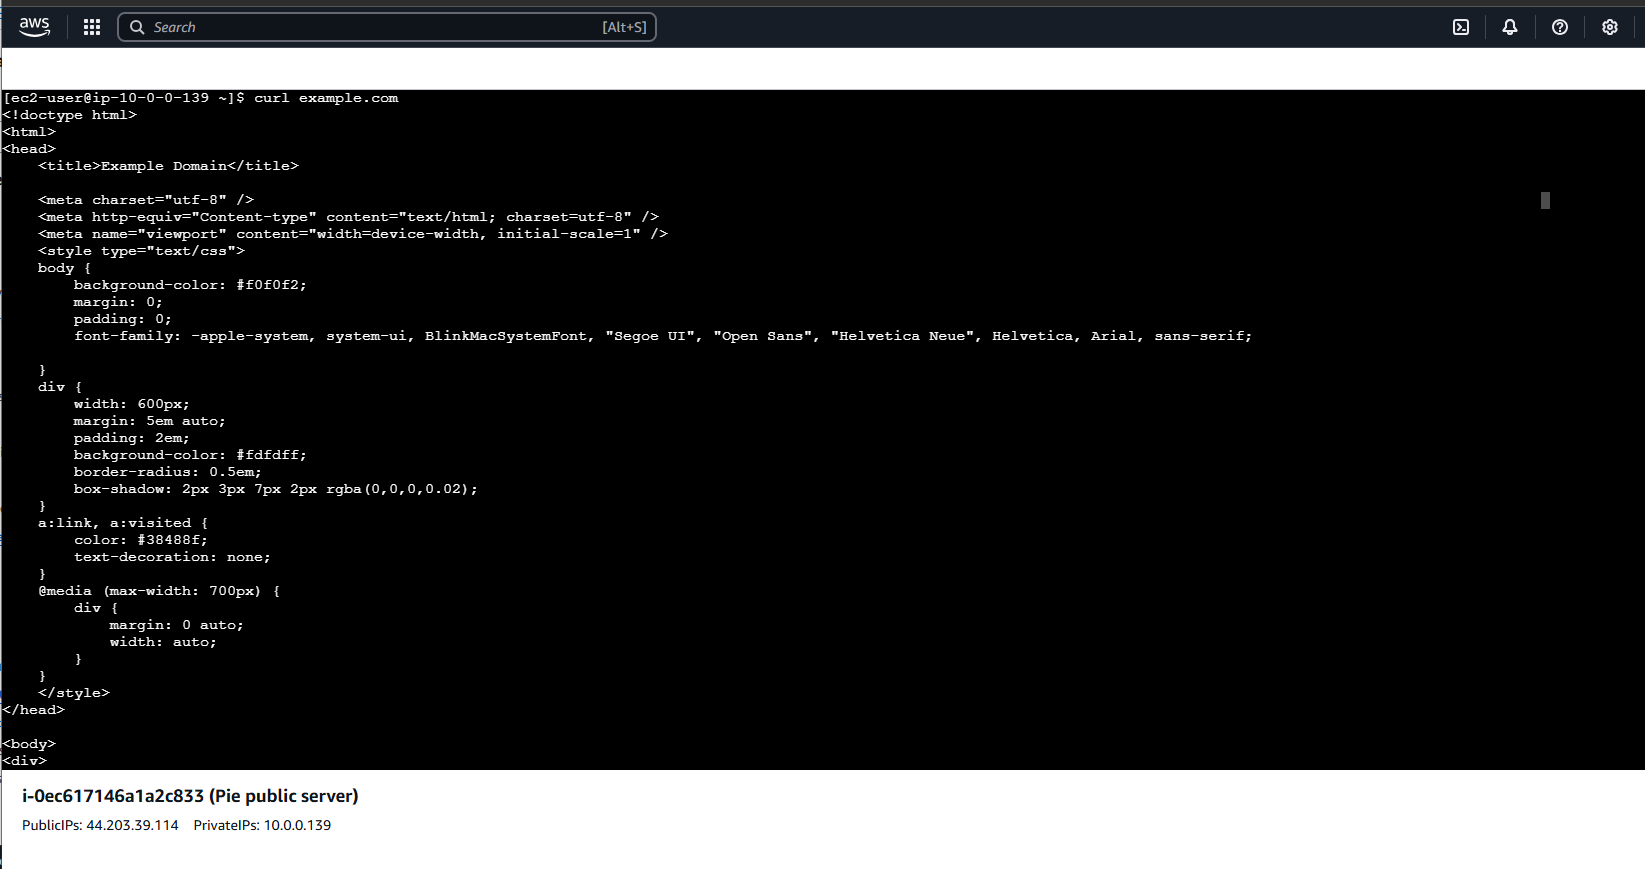 aws
Search [Alt+S]
[ec2-user@ip-10-0-0-139 ~]$ curl example.com
<!doctype html>
<html>
<head>
    <title>Example Domain</title>

    <meta charset="utf-8" />
    <meta http-equiv="Content-type" content="text/html; charset=utf-8" />
    <meta name="viewport" content="width=device-width, initial-scale=1" />
    <style type="text/css">
    body {
        background-color: #f0f0f2;
        margin: 0;
        padding: 0;
        font-family: -apple-system, system-ui, BlinkMacSystemFont, "Segoe UI", "Open Sans", "Helvetica Neue", Helvetica, Arial, sans-serif;

    }
    div {
        width: 600px;
        margin: 5em auto;
        padding: 2em;
        background-color: #fdfdff;
        border-radius: 0.5em;
        box-shadow: 2px 3px 7px 2px rgba(0,0,0,0.02);
    }
    a:link, a:visited {
        color: #38488f;
        text-decoration: none;
    }
    @media (max-width: 700px) {
        div {
            margin: 0 auto;
            width: auto;
        }
    }
    </style>
</head>

<body>
<div>
i-0ec617146a1a2c833 (Pie public server)
PublicIPs: 44.203.39.114 PrivateIPs: 10.0.0.139